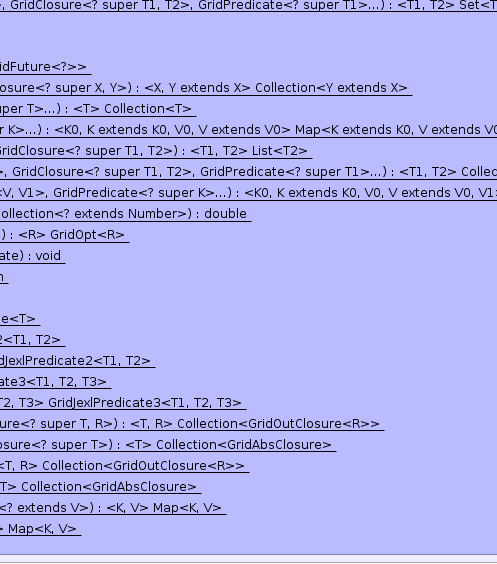 , GridClosure<? super T1, T2>, GridPredicate<? super T1>...) : <T1, T2> Set<T
idFuture<?>>
osure<? super X, Y>) : <X, Y extends X> Collection<Y extends X>
uper T>...) : <T> Collection<T>
r K>...) : <K0, K extends K0, V0, V extends V0> Map<K extends K0, V extends V0
GridClosure<? super T1, T2>) : <T1, T2> List<T2>
>, GridClosure<? super T1, T2>, GridPredicate<? super T1>...) : <T1, T2> Collec
<V, V1>, GridPredicate<? super K>...) : <K0, K extends K0, V0, V extends V0, V1>
ollection<? extends Number>) : double
) : <R> GridOpt<R>
ate) : void
n
e<T>
2<T1, T2>
dJexlPredicate2<T1, T2>
ate3<T1, T2, T3>
T2, T3> GridJexlPredicate3<T1, T2, T3>
ure<? super T, R>) : <T, R> Collection<GridOutClosure<R>>
osure<? super T>) : <T> Collection<GridAbsClosure>
<T, R> Collection<GridOutClosure<R>>
T> Collection<GridAbsClosure>
<? extends V>) : <K, V> Map<K, V>
> Map<K, V>